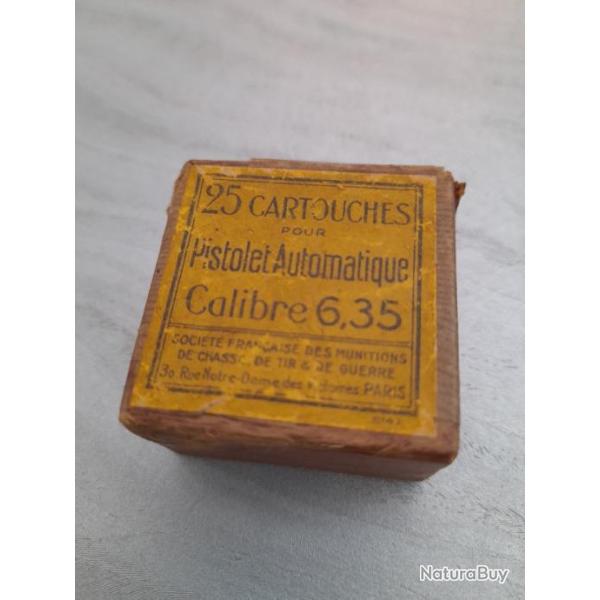 25 CARTOUCHES
POUR
Pistolet Automatique
Calibre 6,35
SOCIÉTÉ FRANÇAISE DES MUNITIONS
DE CHASSE, DE TIR & DE GUERRE
30, Rue Notre-Dame des Victoires PARIS
NaturaBuy